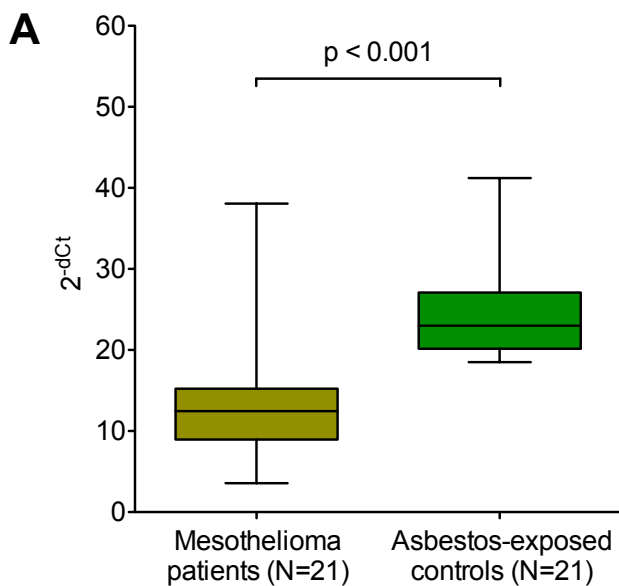 A
60
p < 0.001
50
40
30
20
10
0
2-dCt
Mesothelioma
patients (N=21)
Asbestos-exposed
controls (N=21)